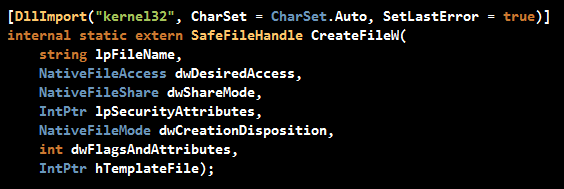 [DllImport("kernel32", CharSet = CharSet.Auto, SetLastError = true)]
internal static extern SafeFileHandle CreateFileW(
string lpFileName,
NativeFileAccess dwDesiredAccess,
NativeFileShare dwShareMode,
IntPtr lpSecurityAttributes,
NativeFileMode dwCreationDisposition,
int dwFlagsAndAttributes,
IntPtr hTemplateFile);